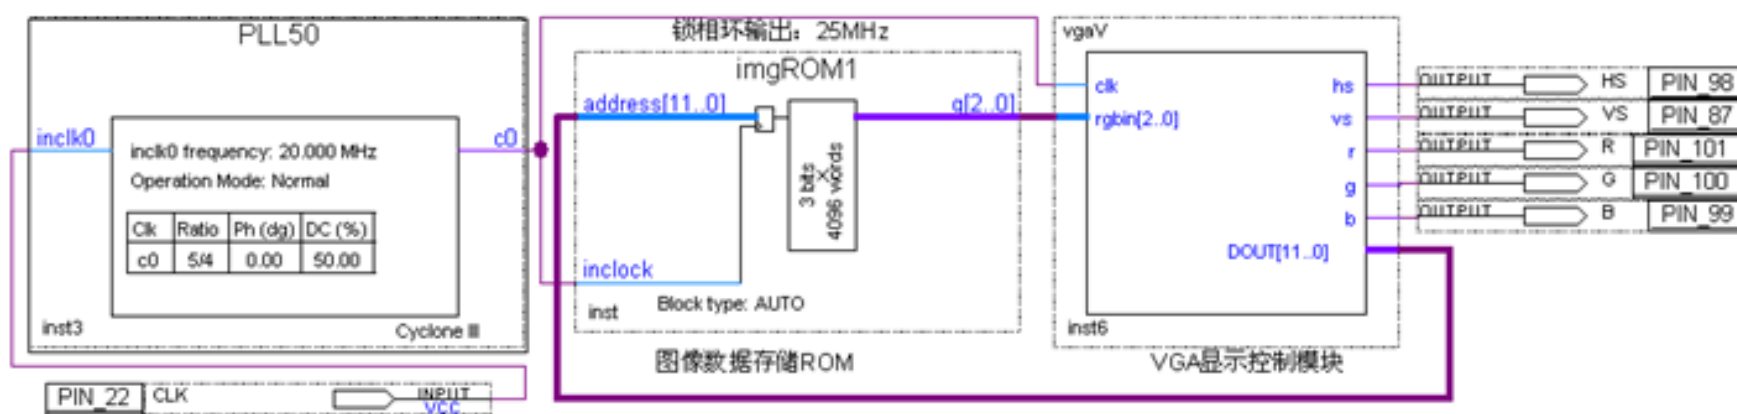 PLL50
inclk0
c0
inclk0 frequency: 20.000 MHz
Operation Mode: Normal
Clk Ratio Ph (dg) DC (%)
c0 5/4 0.00 50.00
inst3
Cyclone III
PIN_22 CLK INPUT
VCC
锁相环输出：25MHz
imgROM1
address[11..0]
q[2..0]
3 bits
×
4096 words
inclock
Block type: AUTO
inst
图像数据存储ROM
vgaV
clk
rgbin[2..0]
hs
vs
r
g
b
DOUT[11..0]
inst6
VGA显示控制模块
OUTPUT HS PIN_98
OUTPUT VS PIN_87
OUTPUT R PIN_101
OUTPUT G PIN_100
OUTPUT B PIN_99